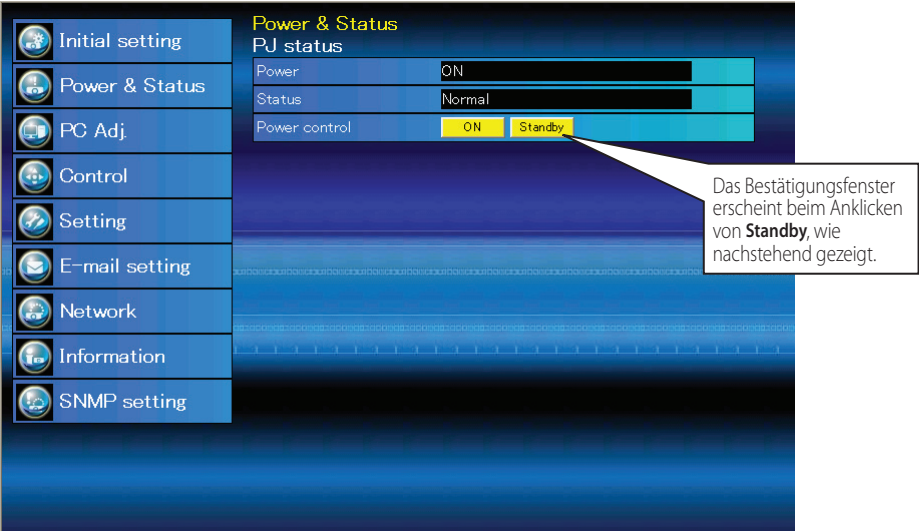 Initial setting
Power & Status
PC Adj.
Control
Setting
E-mail setting
Network
Information
SNMP setting
Power & Status
PJ status
Power ON
Status Normal
Power control ON Standby
Das Bestätigungsfenster
erscheint beim Anklicken
von Standby, wie
nachstehend gezeigt.